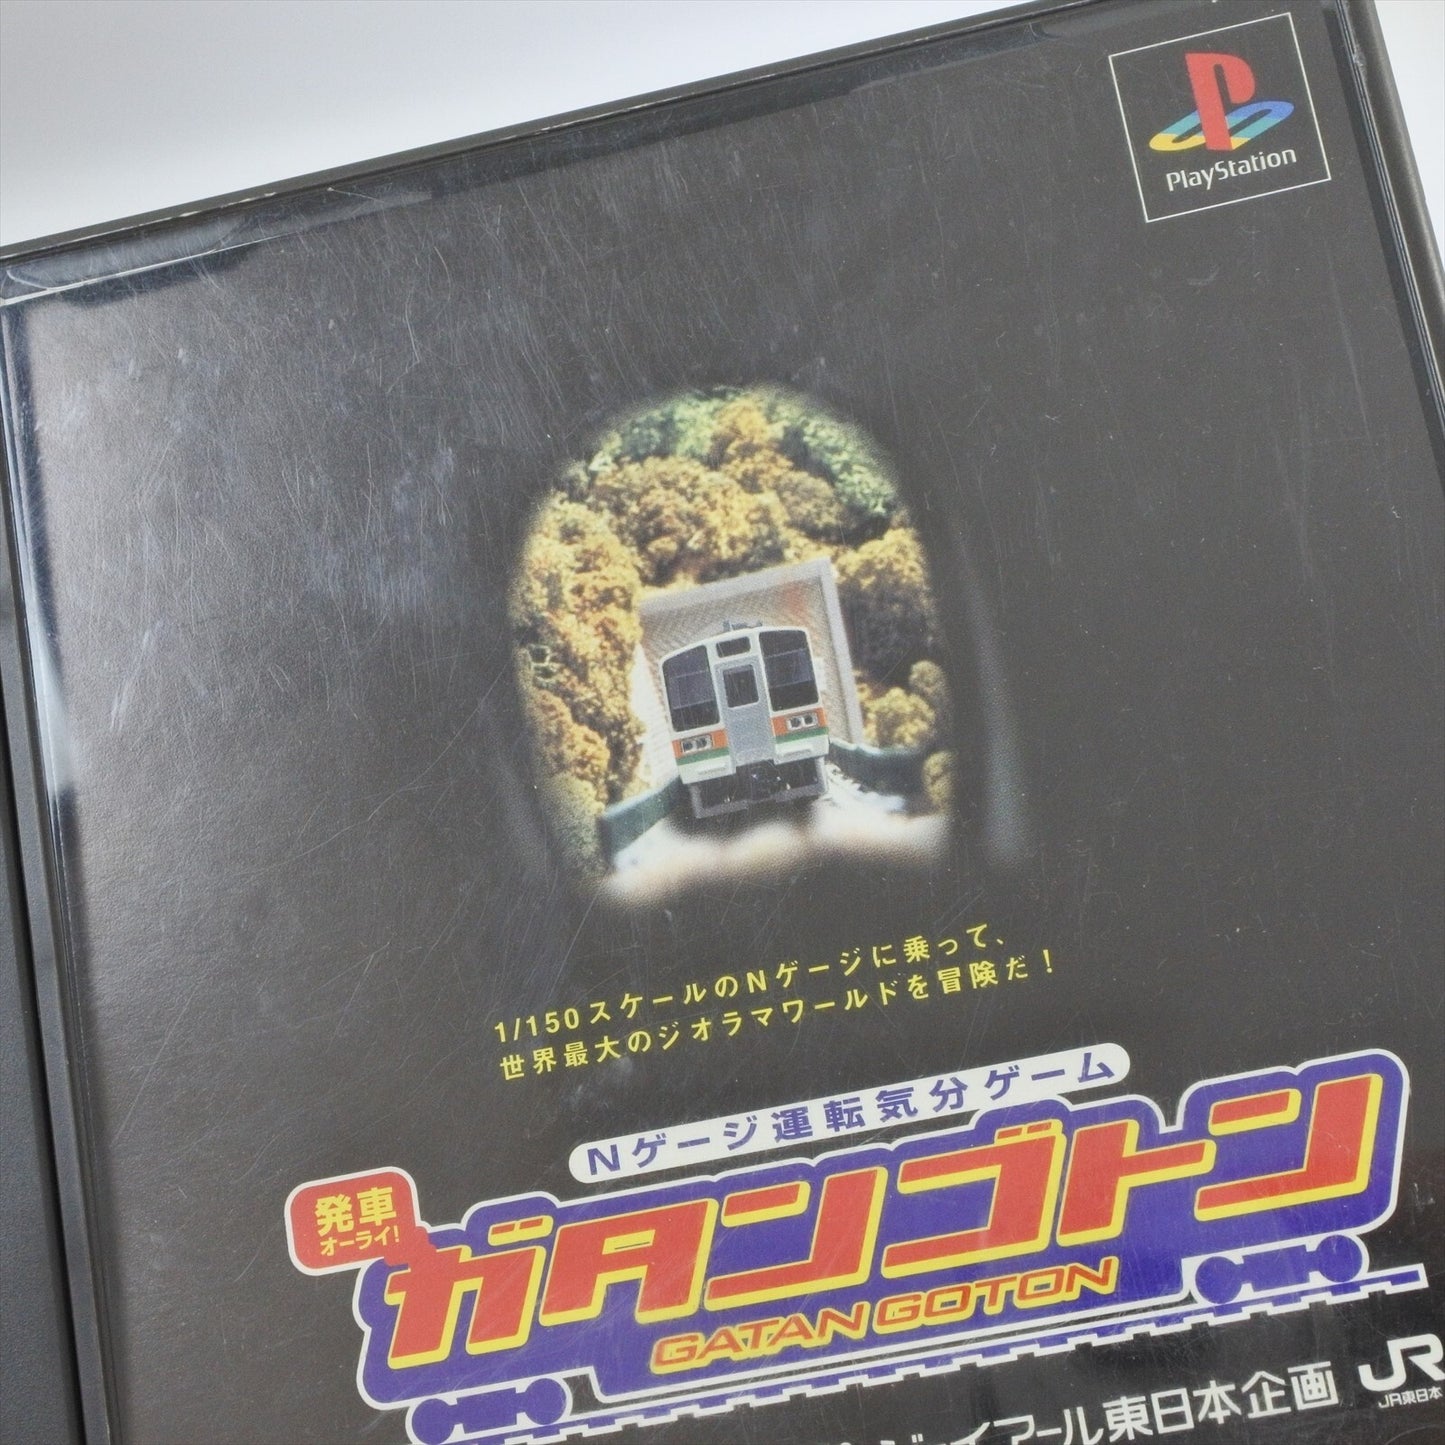 PlayStation
1/150スケールのNゲージに乗って、
世界最大のジオラマワールドを冒険だ!
Nゲージ運転気分ゲーム
発車
オーライ!
ガタンゴトン
GATAN GOTON
ジェイアール東日本企画
JR
JR東日本